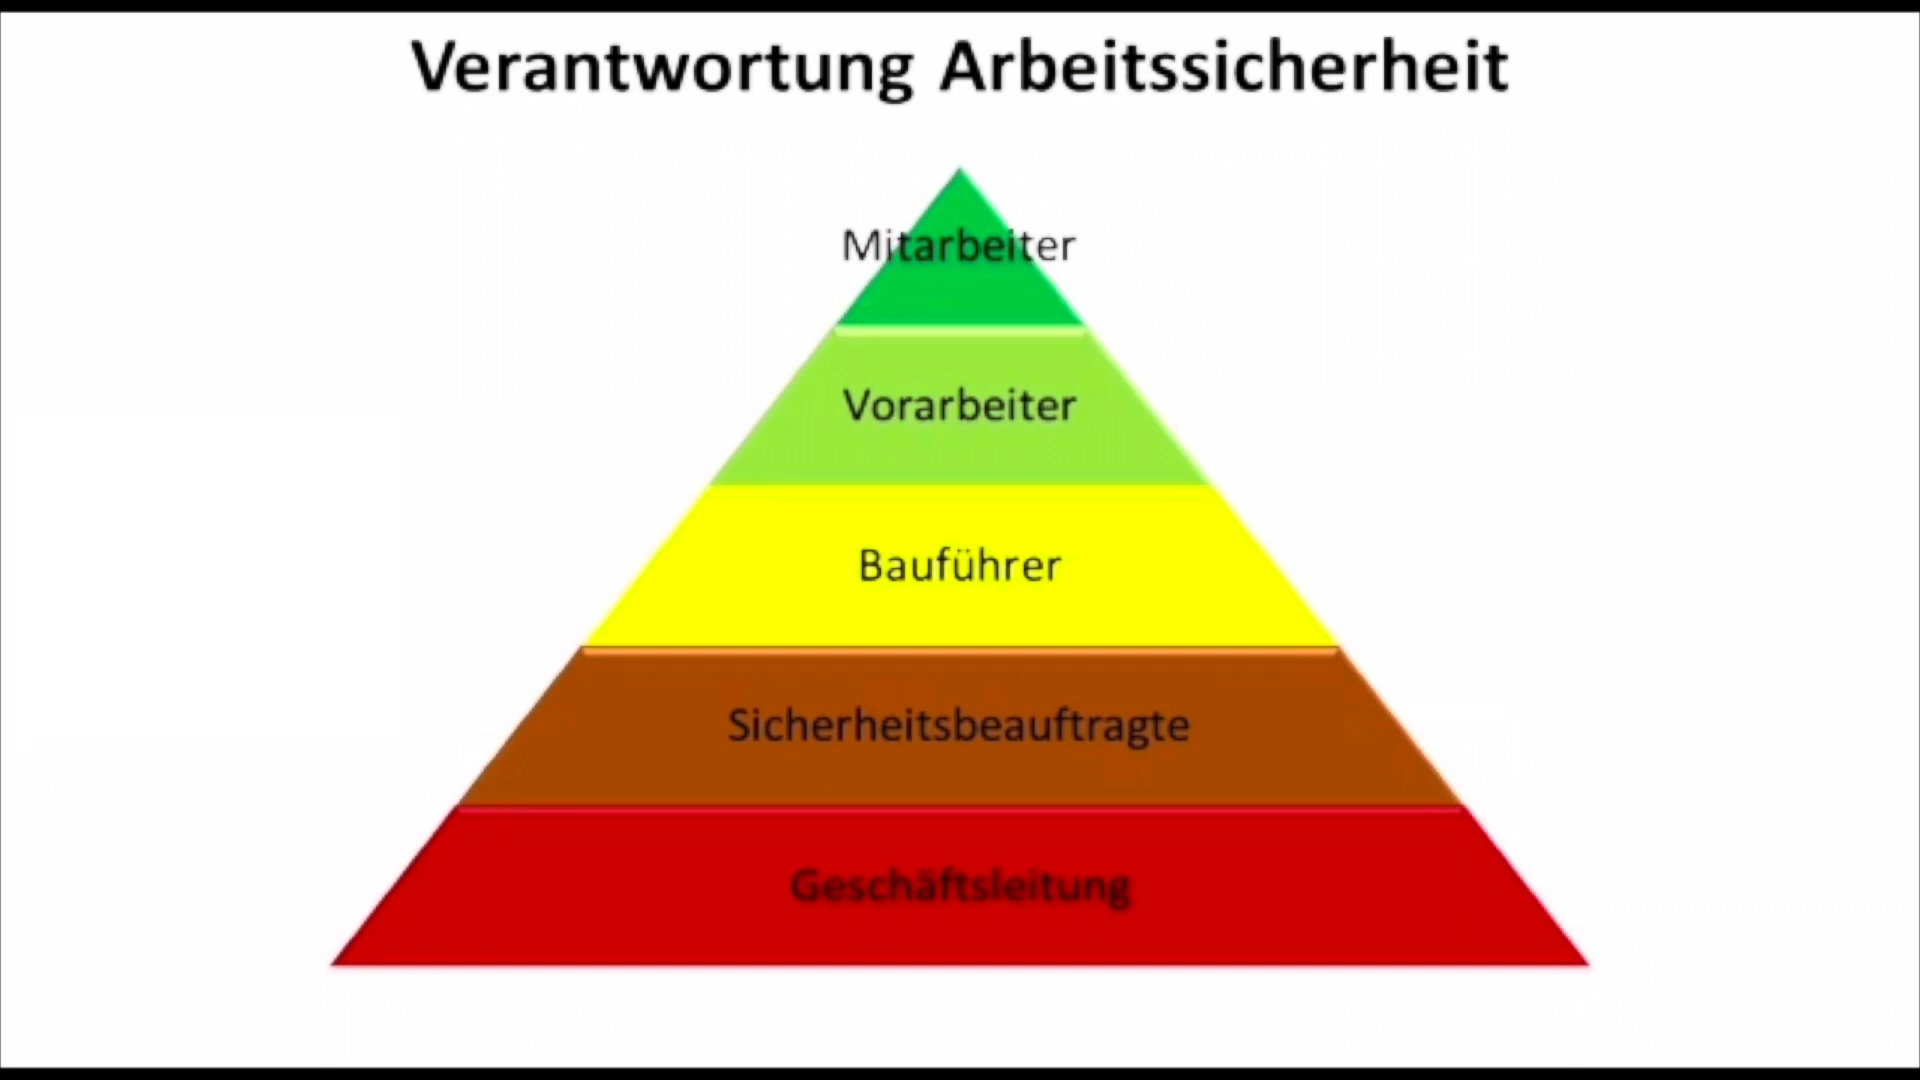 Verantwortung Arbeitssicherheit
Mitarbeiter
Vorarbeiter
Bauführer
Sicherheitsbeauftragte
Geschäftsleitung